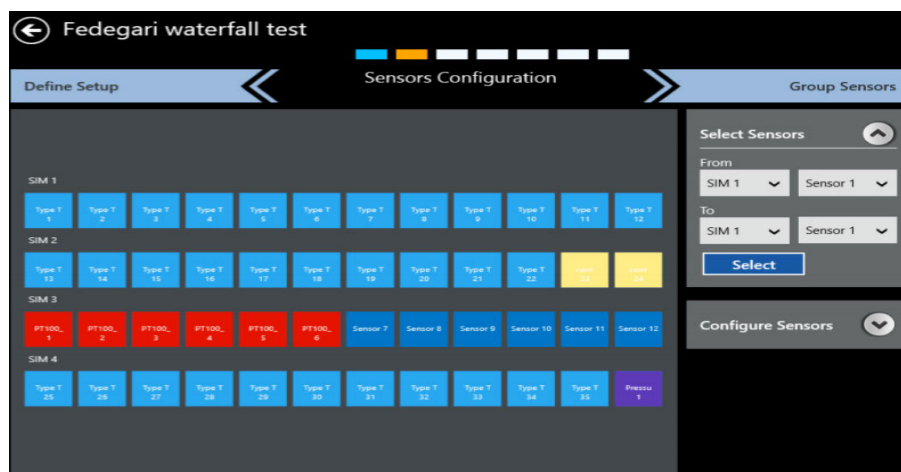 Fedegari waterfall test
Define Setup
Sensors Configuration
Group Sensors
Select Sensors
From
SIM 1 Sensor 1
To
SIM 1 Sensor 1
Select
Configure Sensors
SIM 1
Type T 1 Type T 2 Type T 3 Type T 4 Type T 5 Type T 6 Type T 7 Type T 8 Type T 9 Type T 10 Type T 11 Type T 12
SIM 2
Type T 13 Type T 14 Type T 15 Type T 16 Type T 17 Type T 18 Type T 19 Type T 20 Type T 21 Type T 22
SIM 3
PT100_ 1 PT100_ 2 PT100_ 3 PT100_ 4 PT100_ 5 PT100_ 6 Sensor 7 Sensor 8 Sensor 9 Sensor 10 Sensor 11 Sensor 12
SIM 4
Type T 25 Type T 26 Type T 27 Type T 28 Type T 29 Type T 30 Type T 31 Type T 32 Type T 33 Type T 34 Type T 35 Pressu 1